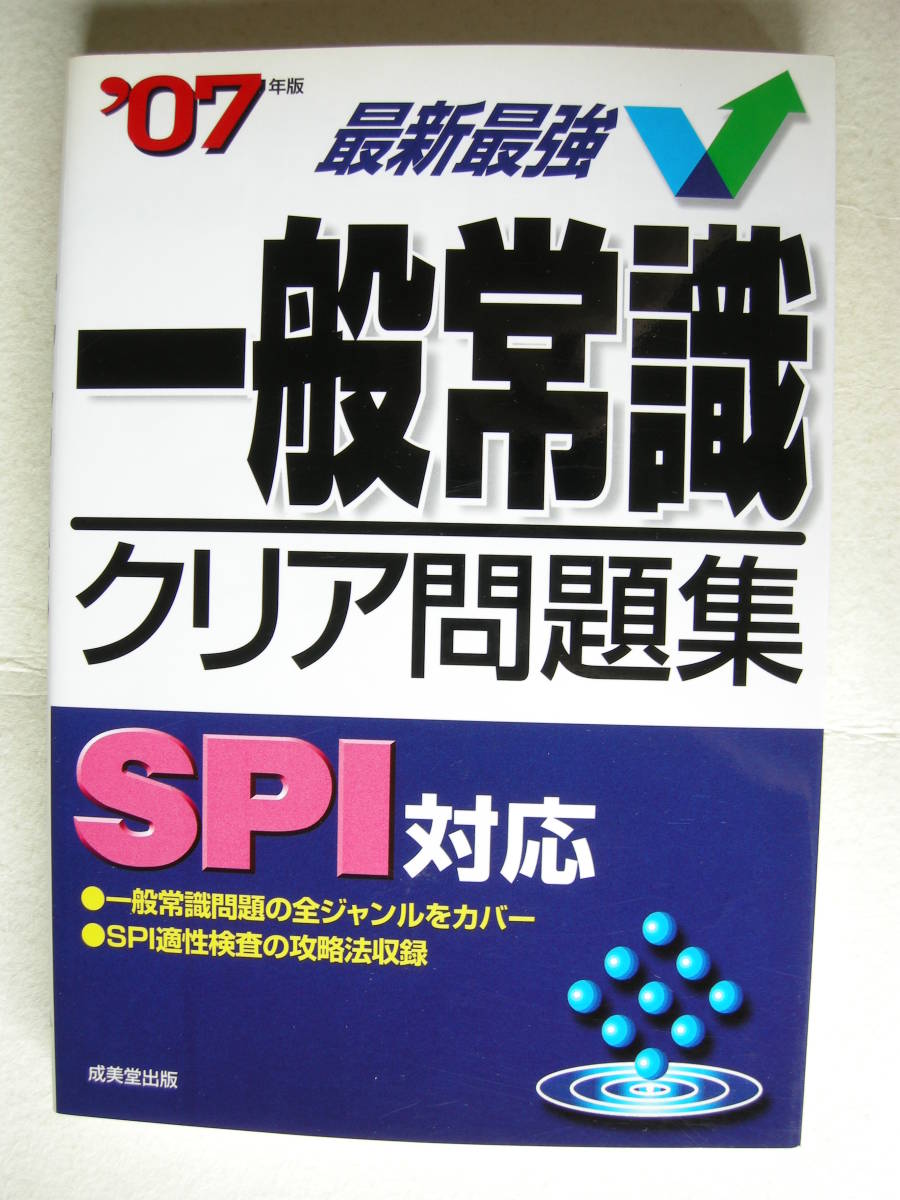 '07年版
最新最強
一般常識
クリア問題集
SPI対応
●一般常識問題の全ジャンルをカバー
●SPI適性検査の攻略法収録
成美堂出版